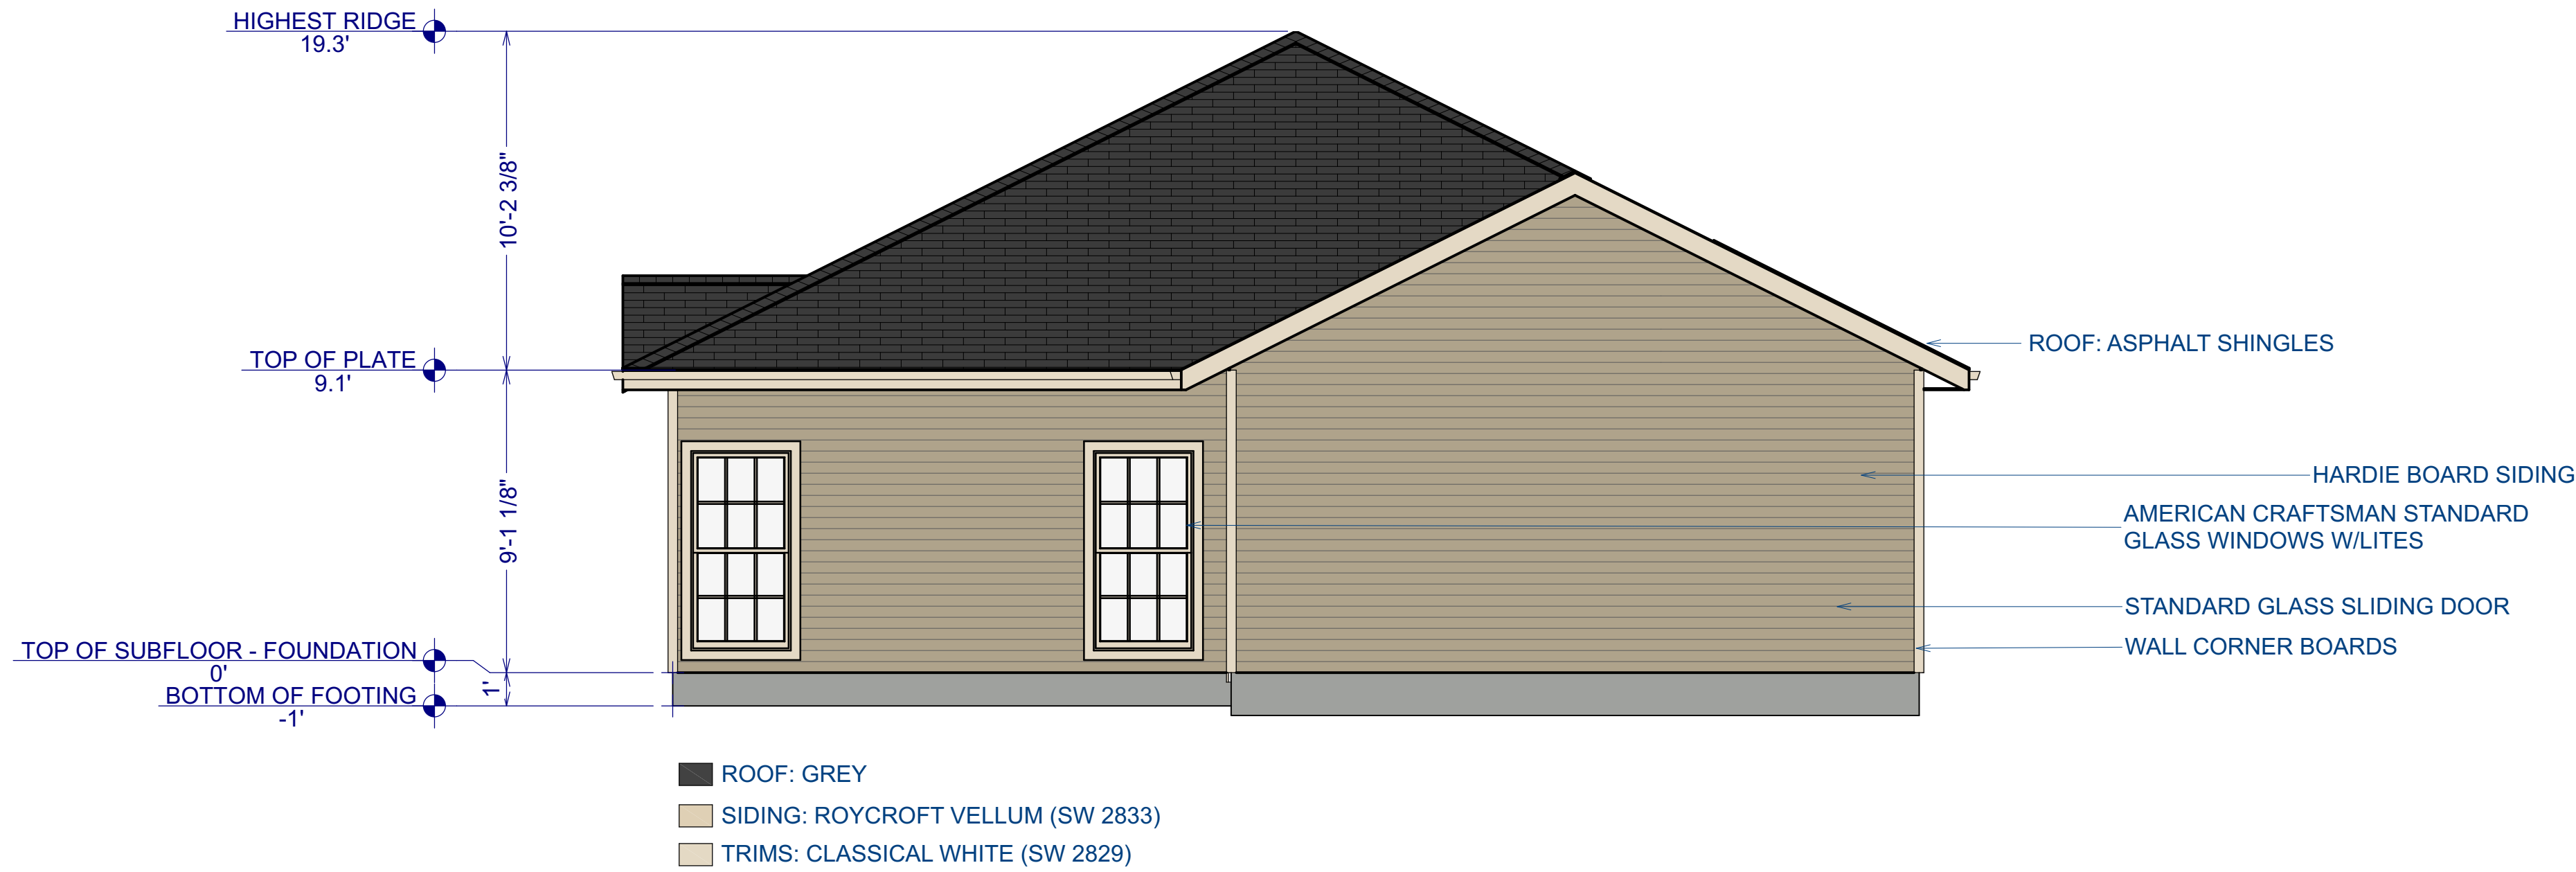 HIGHEST RIDGE
19.3'
10'-2 3/8"
TOP OF PLATE
9.1'
ROOF: ASPHALT SHINGLES
9'-1 1/8"
HARDIE BOARD SIDING
AMERICAN CRAFTSMAN STANDARD
GLASS WINDOWS W/LITES
STANDARD GLASS SLIDING DOOR
WALL CORNER BOARDS
TOP OF SUBFLOOR - FOUNDATION
0'
1'
BOTTOM OF FOOTING
-1'
ROOF: GREY
SIDING: ROYCROFT VELLUM (SW 2833)
TRIMS: CLASSICAL WHITE (SW 2829)